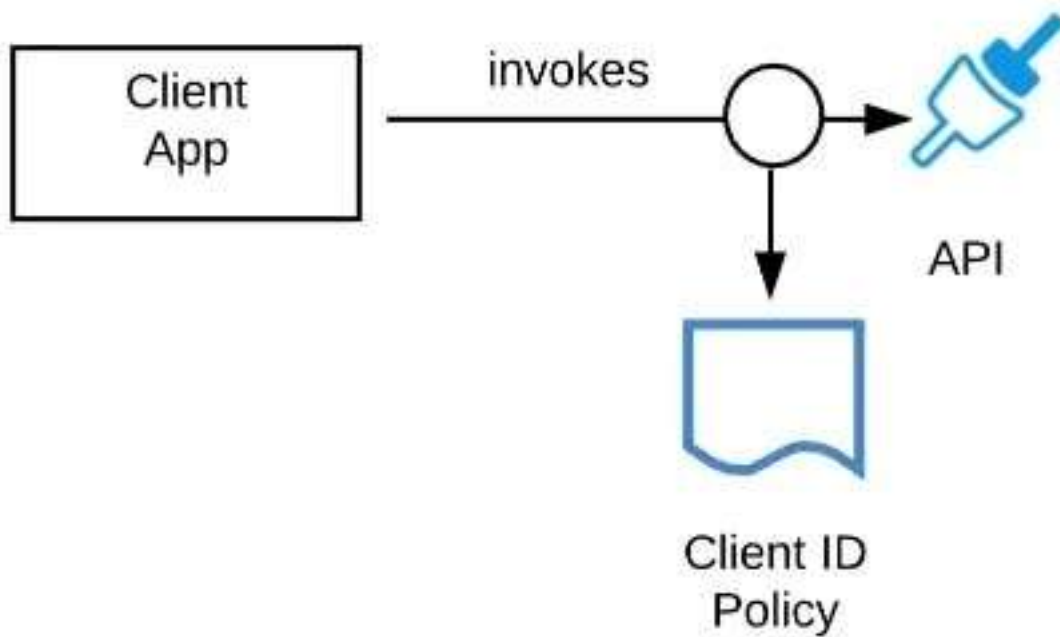 Client
App
invokes
API
Client ID
Policy